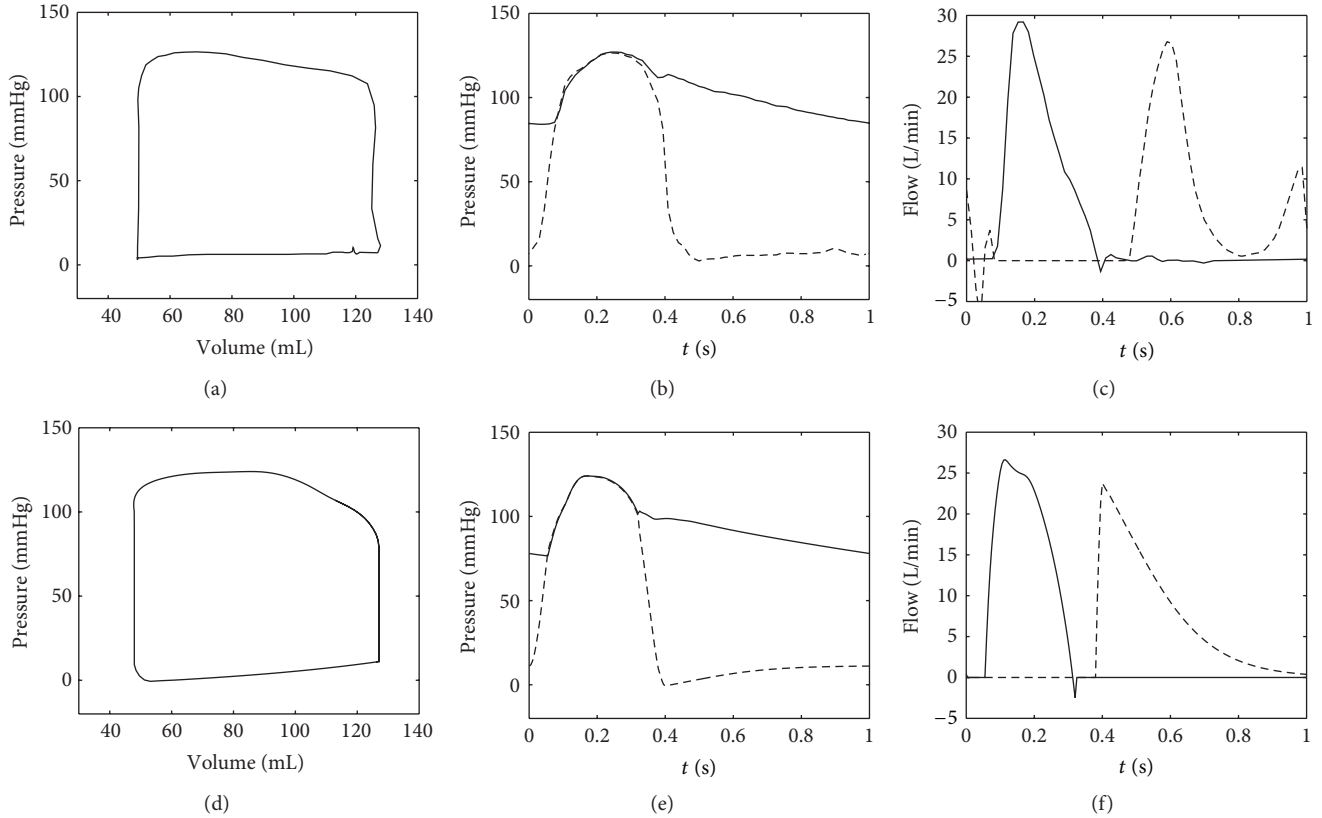 150
100
50
0
Pressure (mmHg)
40 60 80 100 120 140
Volume (mL)
(a)
150
100
50
0
Pressure (mmHg)
0 0.2 0.4 0.6 0.8 1
t (s)
(b)
30
25
20
15
10
5
0
−5
Flow (L/min)
0 0.2 0.4 0.6 0.8 1
t (s)
(c)
150
100
50
0
Pressure (mmHg)
40 60 80 100 120 140
Volume (mL)
(d)
150
100
50
0
Pressure (mmHg)
0 0.2 0.4 0.6 0.8 1
t (s)
(e)
30
25
20
15
10
5
0
−5
Flow (L/min)
0 0.2 0.4 0.6 0.8 1
t (s)
(f)